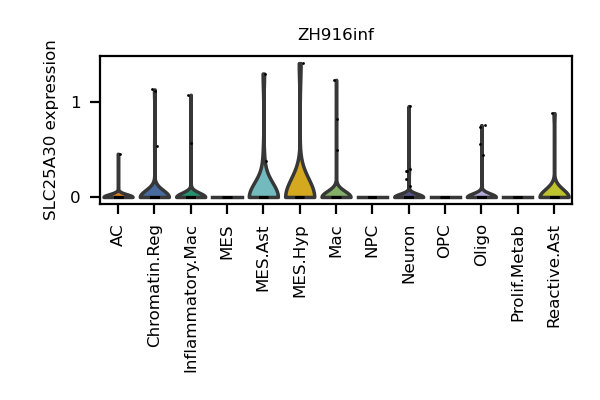 ZH916inf
SLC25A30 expression
1
0
AC
Chromatin.Reg
Inflammatory.Mac
MES
MES.Ast
MES.Hyp
Mac
NPC
Neuron
OPC
Oligo
Prolif.Metab
Reactive.Ast